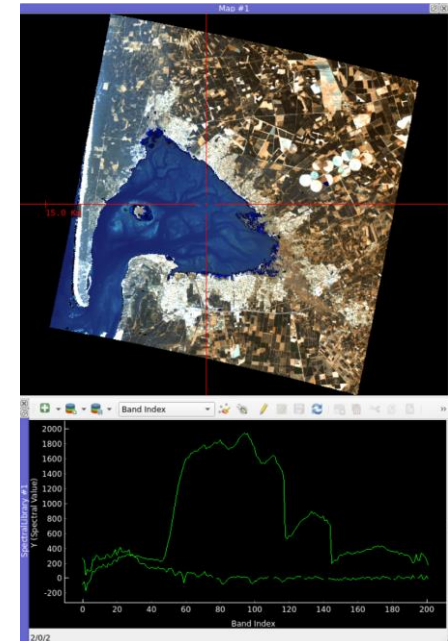 Map #1
15.0 K
Band Index
»
SpectralLibrary #1
Y (Spectral Value)
2000
1800
1600
1400
1200
1000
800
600
400
200
0
-200
0 20 40 60 80 100 120 140 160 180 200
Band Index
2/0/2